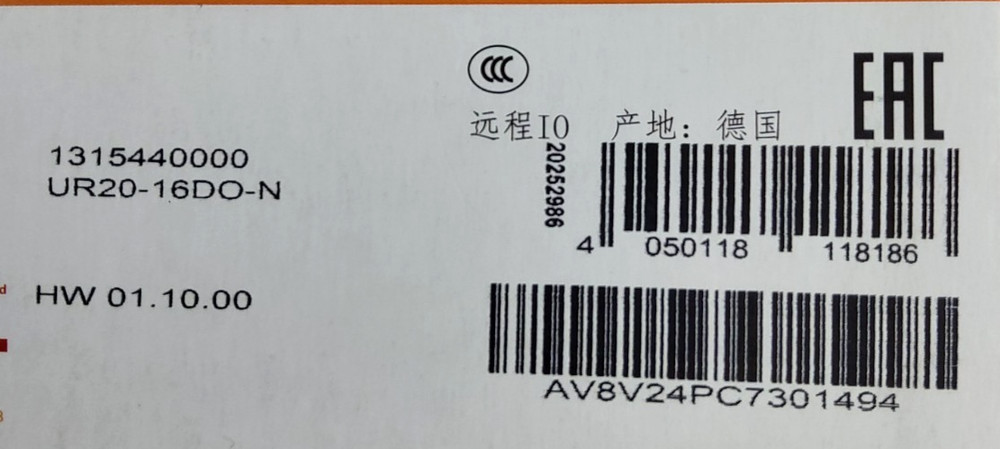 CCC
EAC
远程IO 产地：德国
1315440000
UR20-16DO-N
20252986
4 050118 118186
HW 01.10.00
AV8V24PC7301494